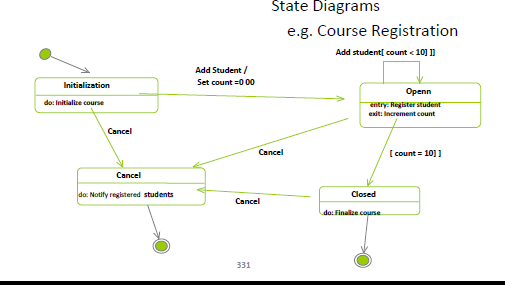 State Diagrams
e.g. Course Registration
Add student[ count < 10] ]]
Add Student /
Set count =0 00
Initialization
do: Initialize course
Openn
entry: Register student
exit: Increment count
Cancel
Cancel
[ count = 10] ]
Cancel
do: Notify registered students
Cancel
Closed
do: Finalize course
331